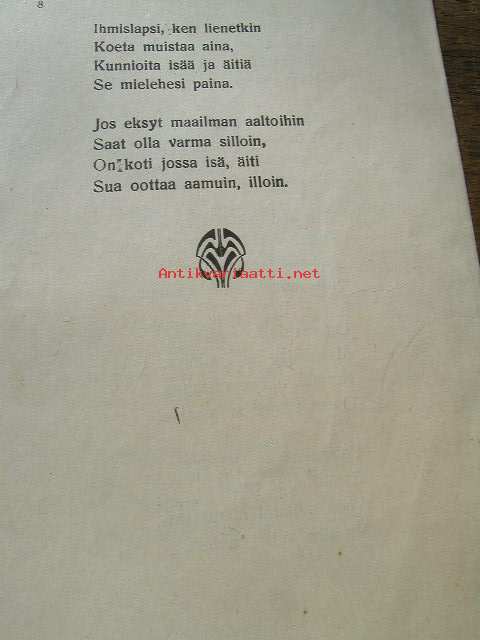 8
Ihmislapsi, ken lienetkin
Koeta muistaa aina,
Kunnioita isää ja äitiä
Se mielehesi paina.
Jos eksyt maailman aaltoihin
Saat olla varma silloin,
On koti jossa isä, äiti
Sua oottaa aamuin, illoin.
Antikvariaatti.net